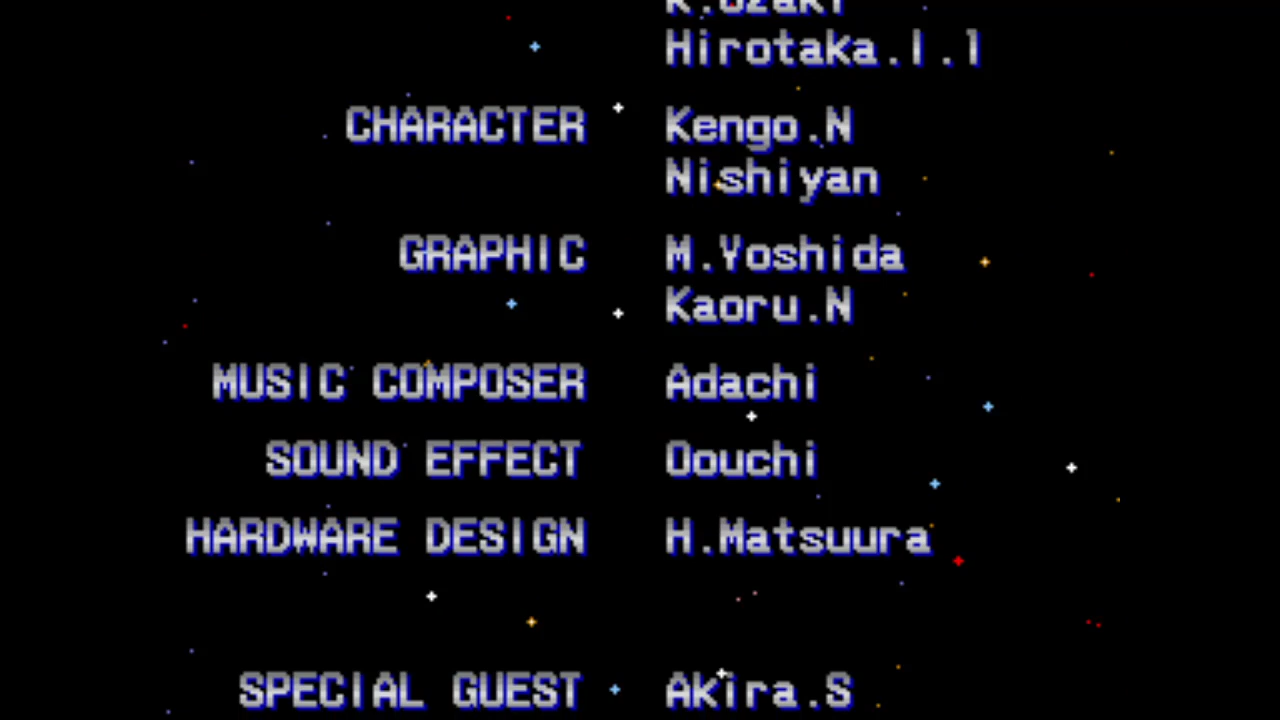 K.Ozaki
Hirotaka.I.I
CHARACTER Kengo.N
Nishiyan
GRAPHIC M.Yoshida
Kaoru.N
MUSIC COMPOSER Adachi
SOUND EFFECT Oouchi
HARDWARE DESIGN H.Matsuura
SPECIAL GUEST Akira.S